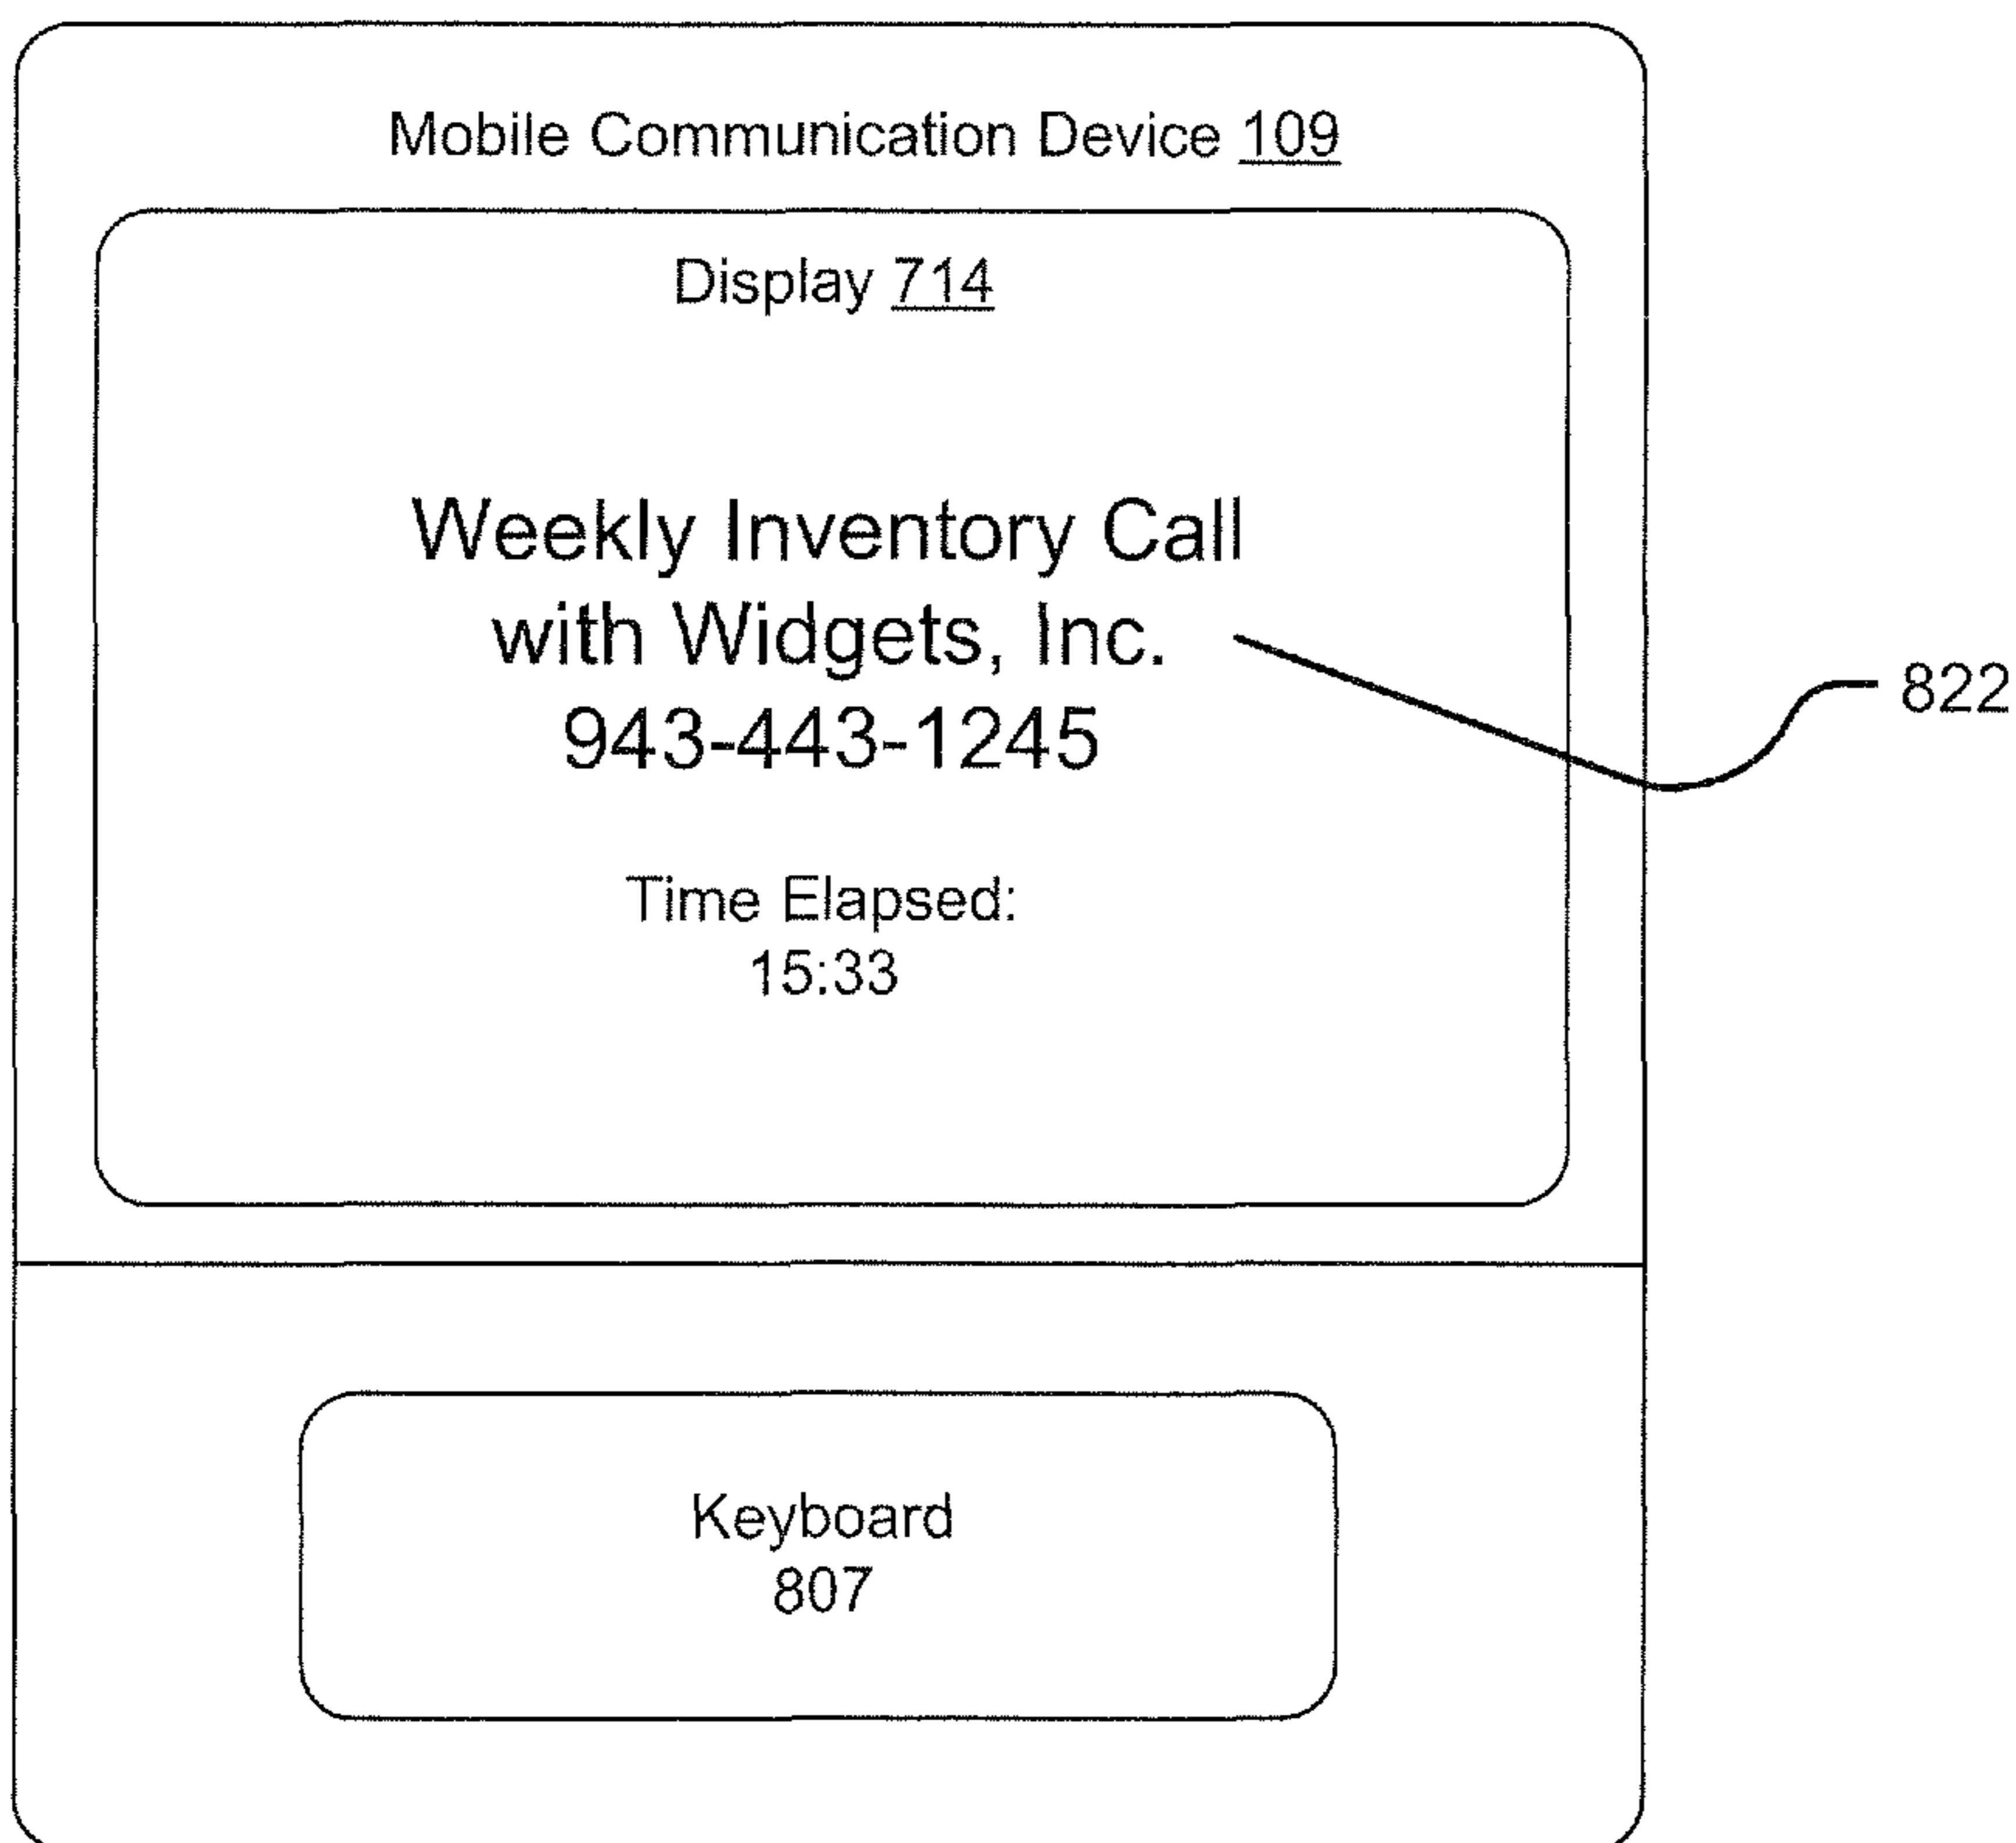 Mobile Communication Device 109
Display 714
Weekly Inventory Call
with Widgets, Inc.
943-443-1245
822
Time Elapsed:
15:33
Keyboard
807